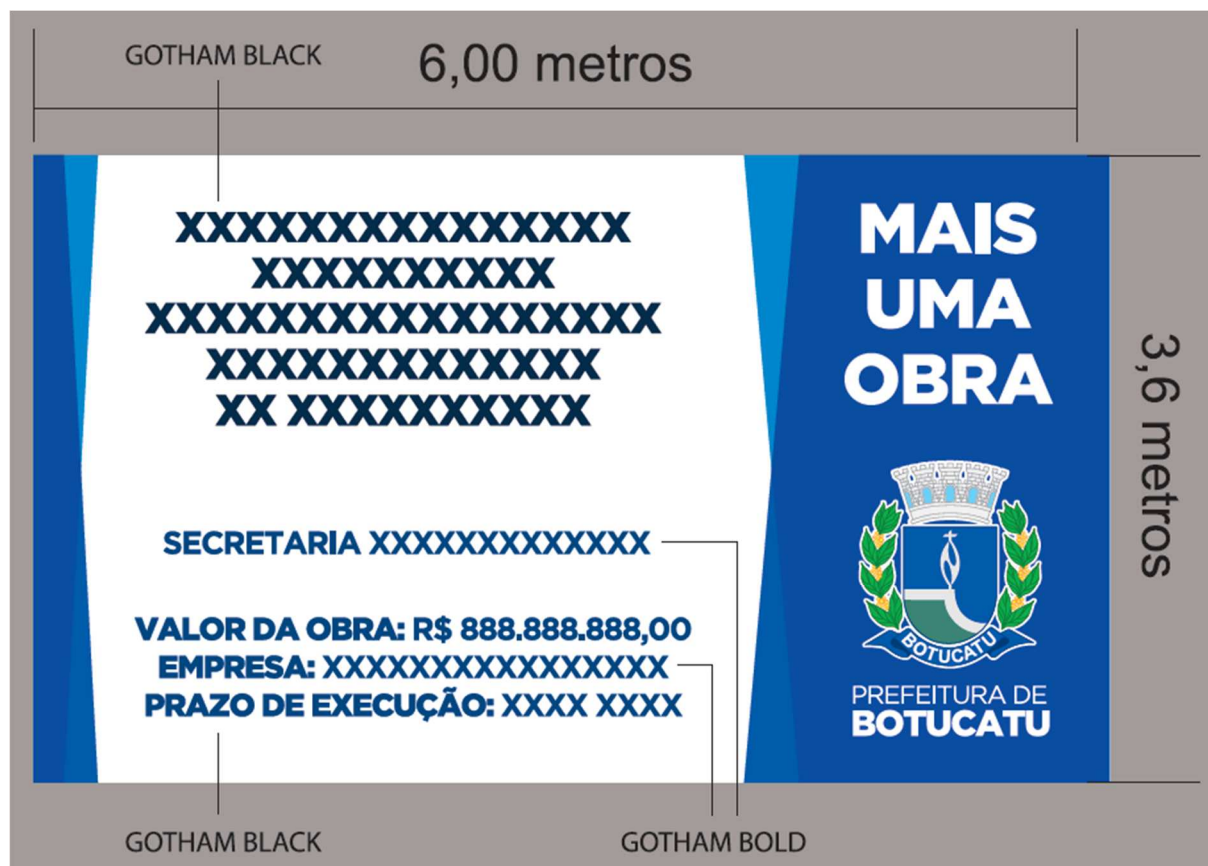 GOTHAM BLACK
6,00 metros
XXXXXXXXXXXXXXX
XXXXXXXXXX
XXXXXXXXXXXXXXXXX
XXXXXXXXXXXXX
XX XXXXXXXXXX
SECRETARIA XXXXXXXXXXXXX
VALOR DA OBRA: R$ 888.888.888,00
EMPRESA: XXXXXXXXXXXXXXXX
PRAZO DE EXECUÇÃO: XXXX XXXX
MAIS
UMA
OBRA
BOTUCATU
PREFEITURA DE
BOTUCATU
3,6 metros
GOTHAM BLACK
GOTHAM BOLD